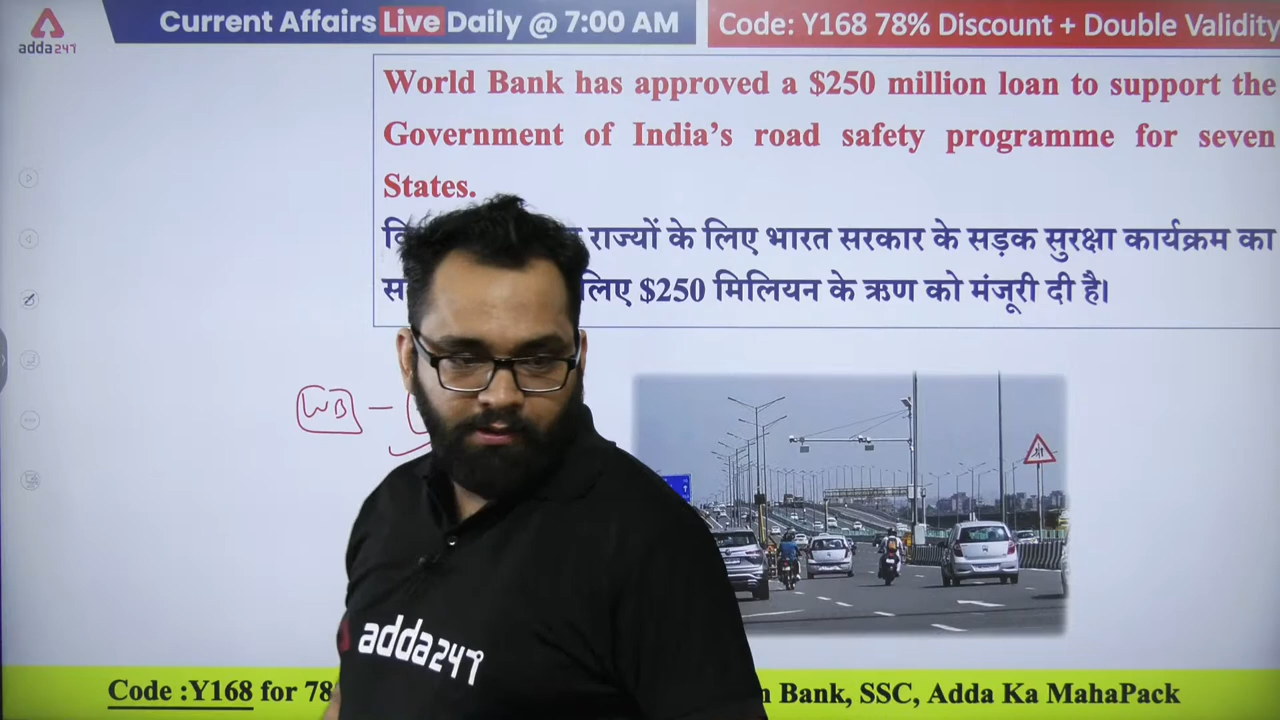 adda247
Current Affairs Live Daily @ 7:00 AM
Code: Y168 78% Discount + Double Validity
World Bank has approved a $250 million loan to support the
Government of India’s road safety programme for seven
States.
राज्यों के लिए भारत सरकार के सड़क सुरक्षा कार्यक्रम का
लिए $250 मिलियन के ऋण को मंजूरी दी है।
WB –
adda247
Code :Y168 for 78
Bank, SSC, Adda Ka MahaPack